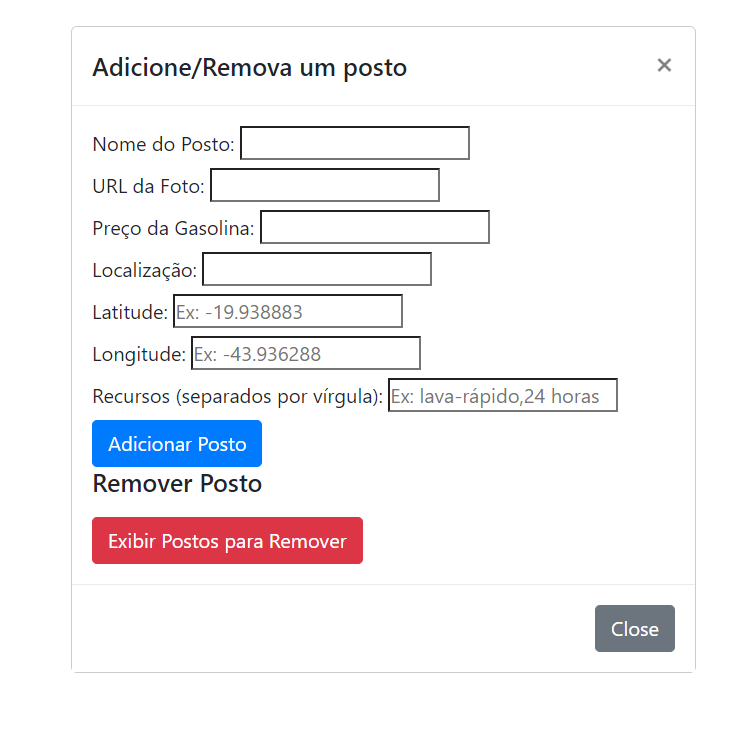 Adicione/Remova um posto ×
Nome do Posto:
URL da Foto:
Preço da Gasolina:
Localização:
Latitude: Ex: -19.938883
Longitude: Ex: -43.936288
Recursos (separados por vírgula): Ex: lava-rápido,24 horas
Adicionar Posto
Remover Posto
Exibir Postos para Remover
Close